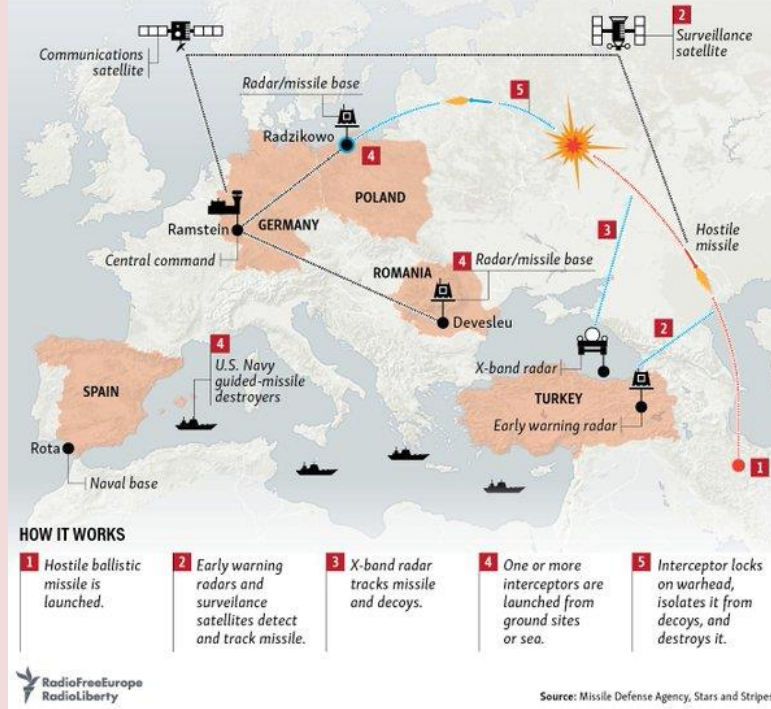 Communications
satellite
2
Surveillance
satellite
Radar/missile base
5
Radzikowo
4
POLAND
Ramstein
GERMANY
Central command
3
Hostile
missile
ROMANIA
4
Radar/missile base
Devesleu
2
4
U.S. Navy
guided-missile
destroyers
X-band radar
SPAIN
TURKEY
Early warning radar
Rota
Naval base
1
HOW IT WORKS
1 Hostile ballistic
missile is
launched.
2 Early warning
radars and
surveilance
satellites detect
and track missile.
3 X-band radar
tracks missile
and decoys.
4 One or more
interceptors are
launched from
ground sites
or sea.
5 Interceptor locks
on warhead,
isolates it from
decoys, and
destroys it.
RadioFreeEurope
RadioLiberty
Source: Missile Defense Agency, Stars and Stripes